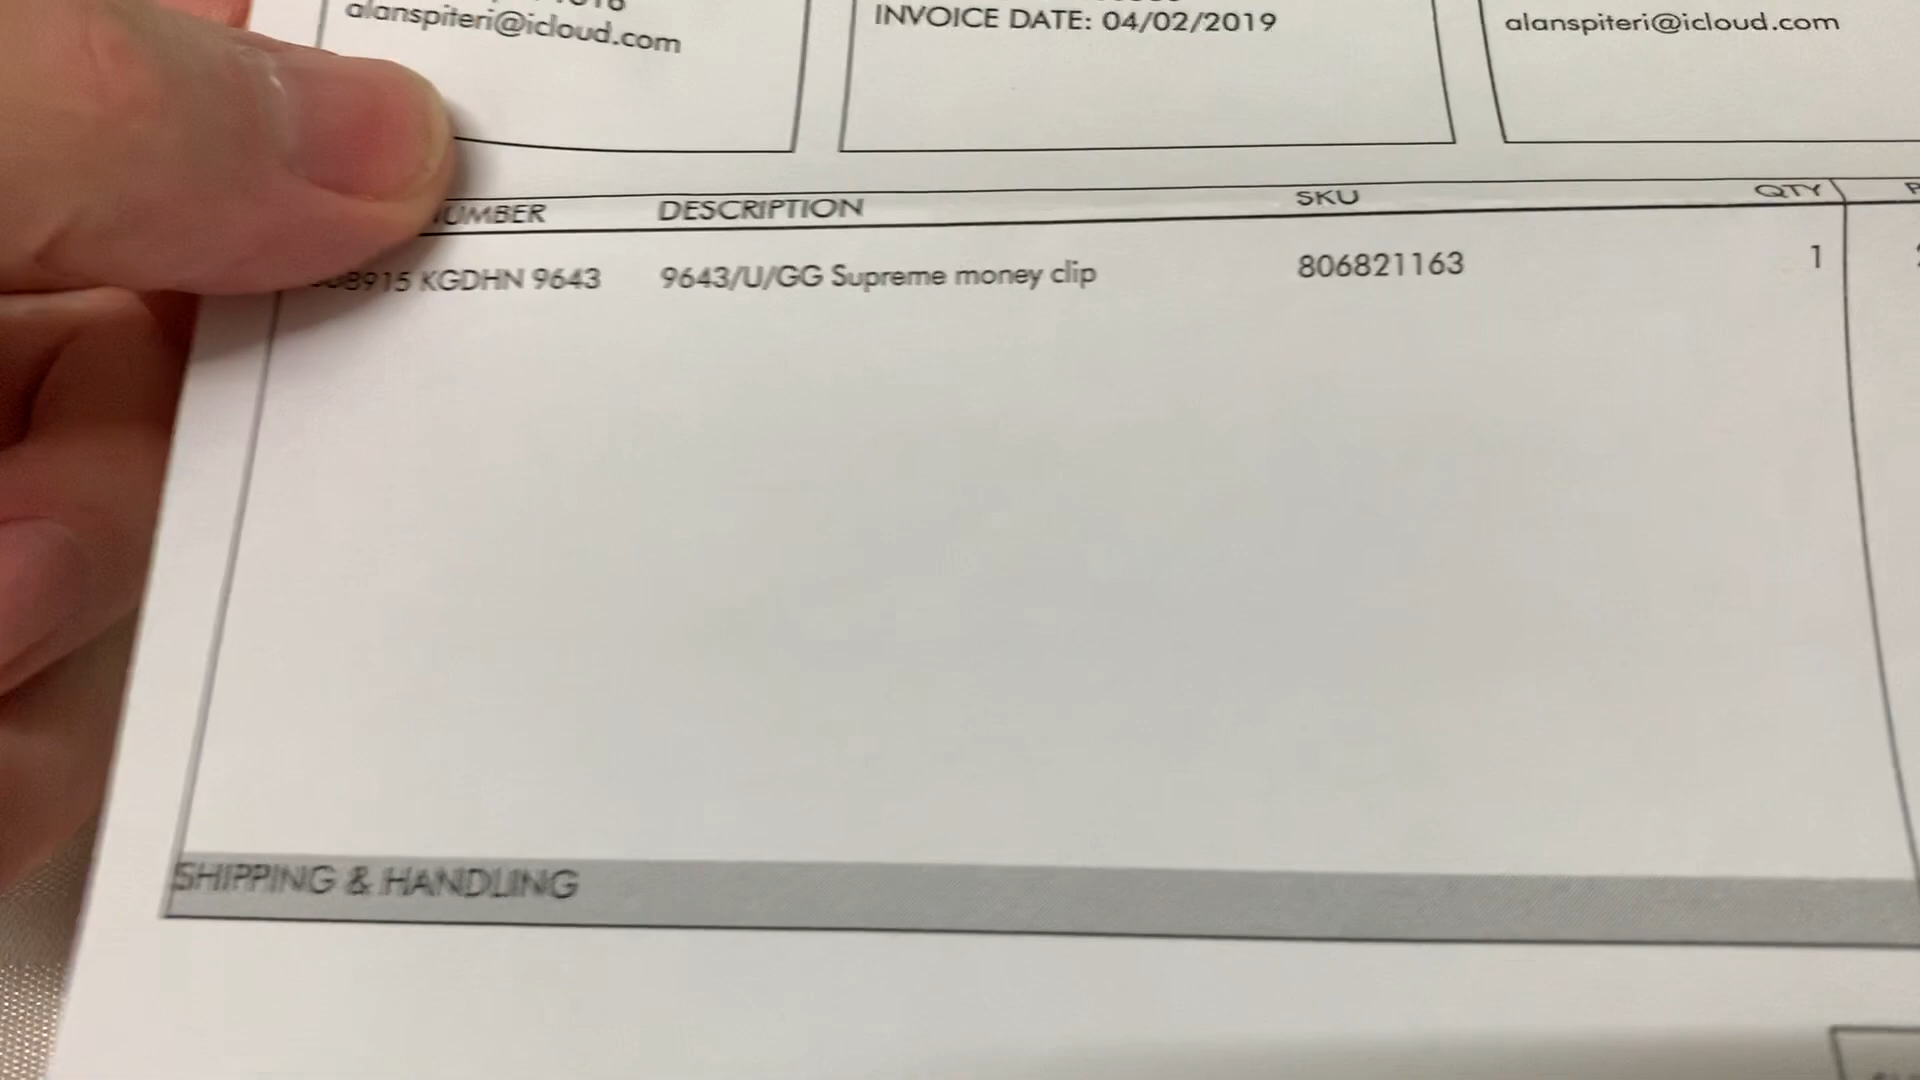 alanspiteri@icloud.com
INVOICE DATE: 04/02/2019
alanspiteri@icloud.com
DESCRIPTION SKU QTY
8915 KGDHN 9643 9643/U/GG Supreme money clip 806821163 1
SHIPPING & HANDLING